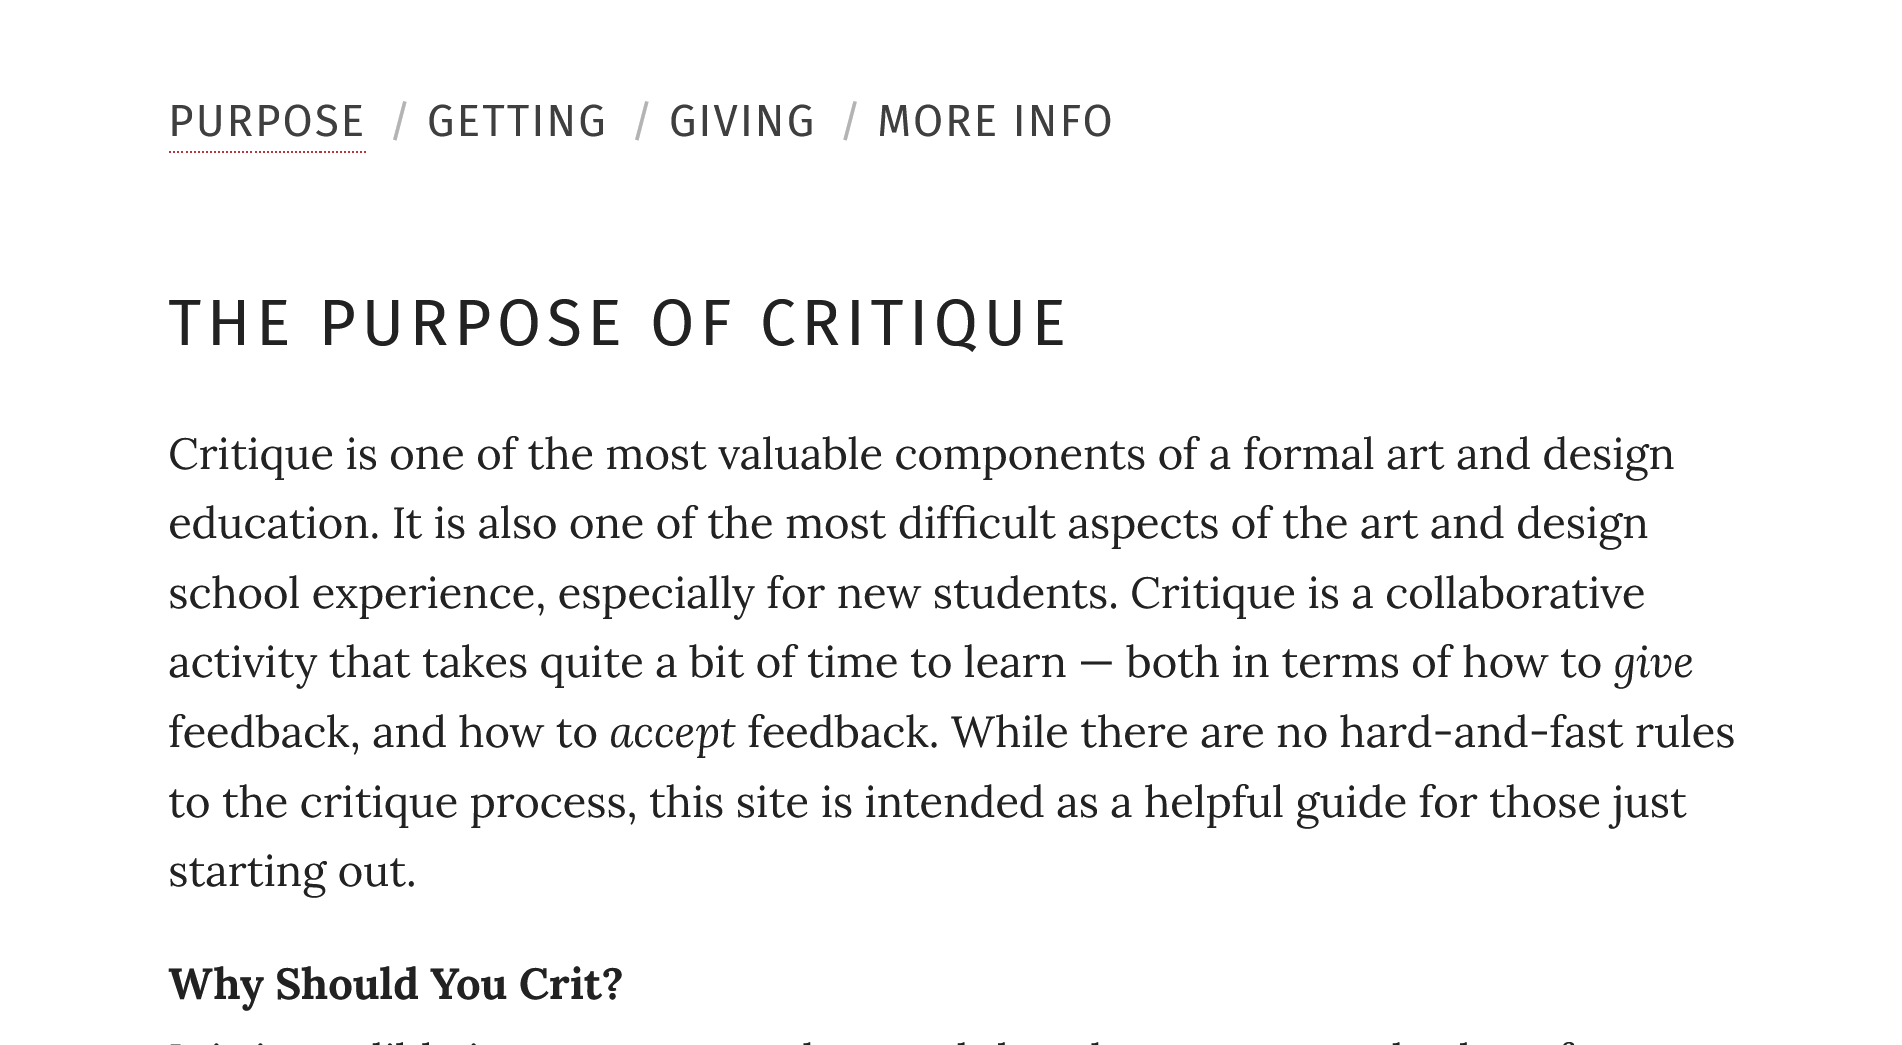 PURPOSE / GETTING / GIVING / MORE INFO
THE PURPOSE OF CRITIQUE
Critique is one of the most valuable components of a formal art and design
education. It is also one of the most difficult aspects of the art and design
school experience, especially for new students. Critique is a collaborative
activity that takes quite a bit of time to learn — both in terms of how to give
feedback, and how to accept feedback. While there are no hard-and-fast rules
to the critique process, this site is intended as a helpful guide for those just
starting out.
Why Should You Crit?